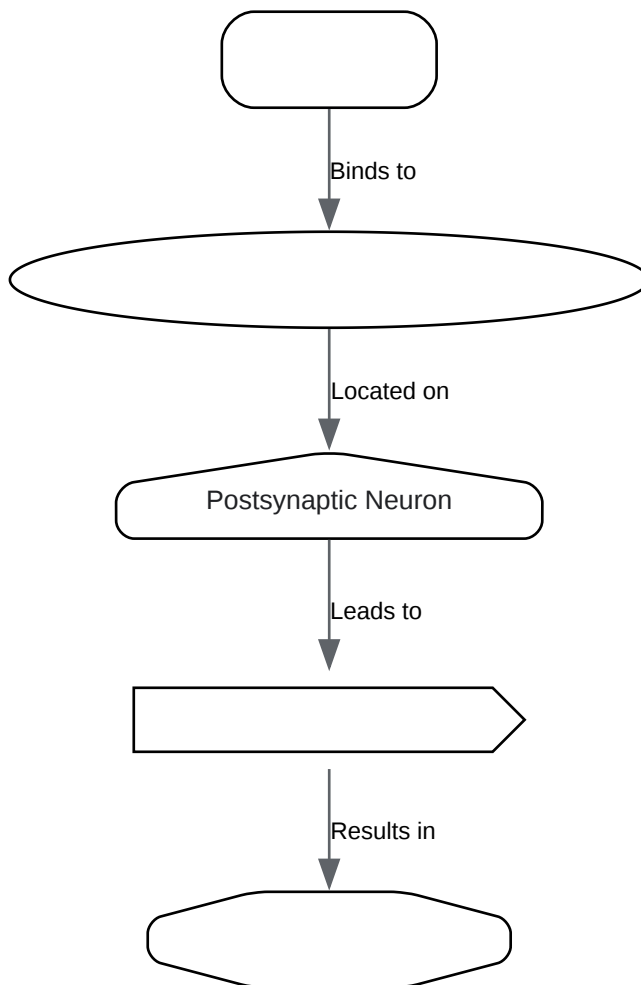 Binds to
Located on
Postsynaptic Neuron
Leads to
Results in